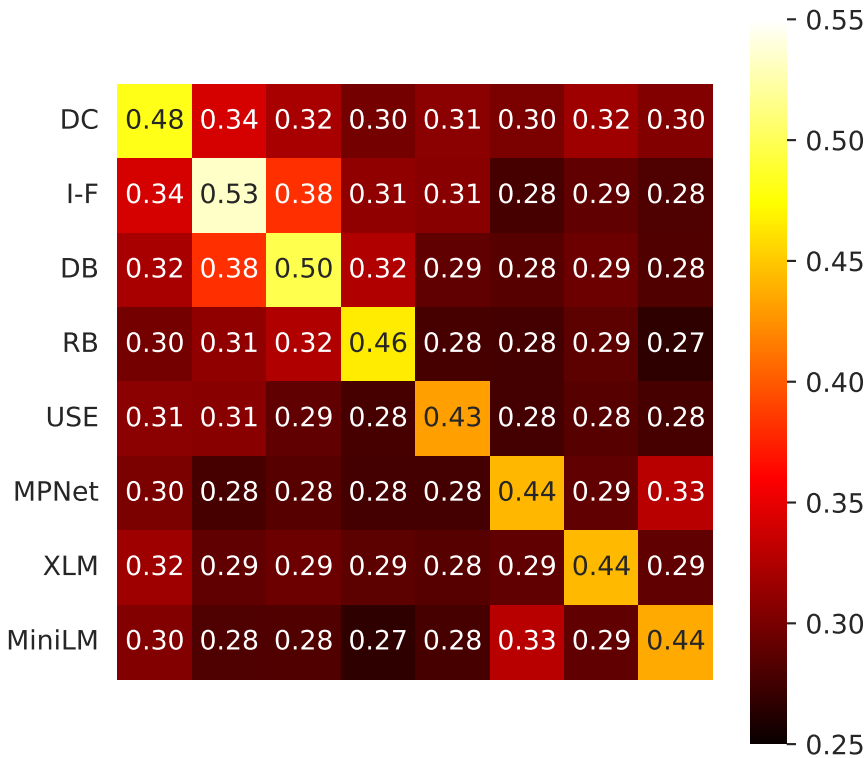 0.55
DC 0.48 0.34 0.32 0.30 0.31 0.30 0.32 0.30
0.50
I-F 0.34 0.53 0.38 0.31 0.31 0.28 0.29 0.28
DB 0.32 0.38 0.50 0.32 0.29 0.28 0.29 0.28
0.45
RB 0.30 0.31 0.32 0.46 0.28 0.28 0.29 0.27
0.40
USE 0.31 0.31 0.29 0.28 0.43 0.28 0.28 0.28
MPNet 0.30 0.28 0.28 0.28 0.28 0.44 0.29 0.33
0.35
XLM 0.32 0.29 0.29 0.29 0.28 0.29 0.44 0.29
0.30
MiniLM 0.30 0.28 0.28 0.27 0.28 0.33 0.29 0.44
0.25